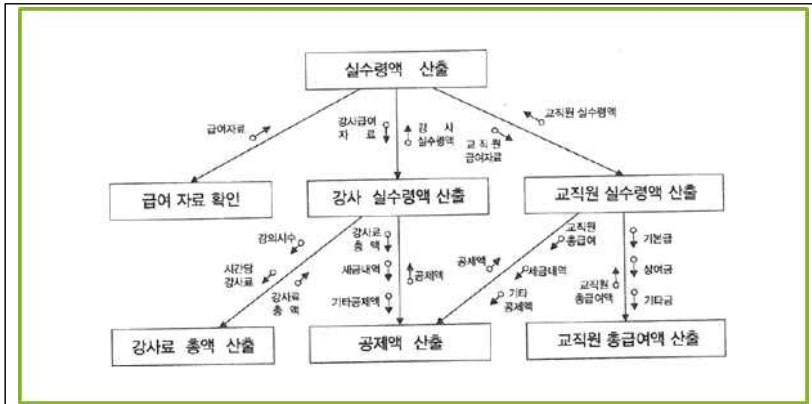 실수령액 산출
급여자료
강사급여
자 료
강 사
실수령액
교 직 원
급여자료
교직원 실수령액
급여 자료 확인
강사 실수령액 산출
교직원 실수령액 산출
강의시수
시간당
강사료
강사료
총 액
강사료
총 액
세금내역
기타공제액
공제액
공제액
교직원
총급여
세금내역
기타
공제액
교직원
총급여액
기본급
상여금
기타금
강사료 총액 산출
공제액 산출
교직원 총급여액 산출